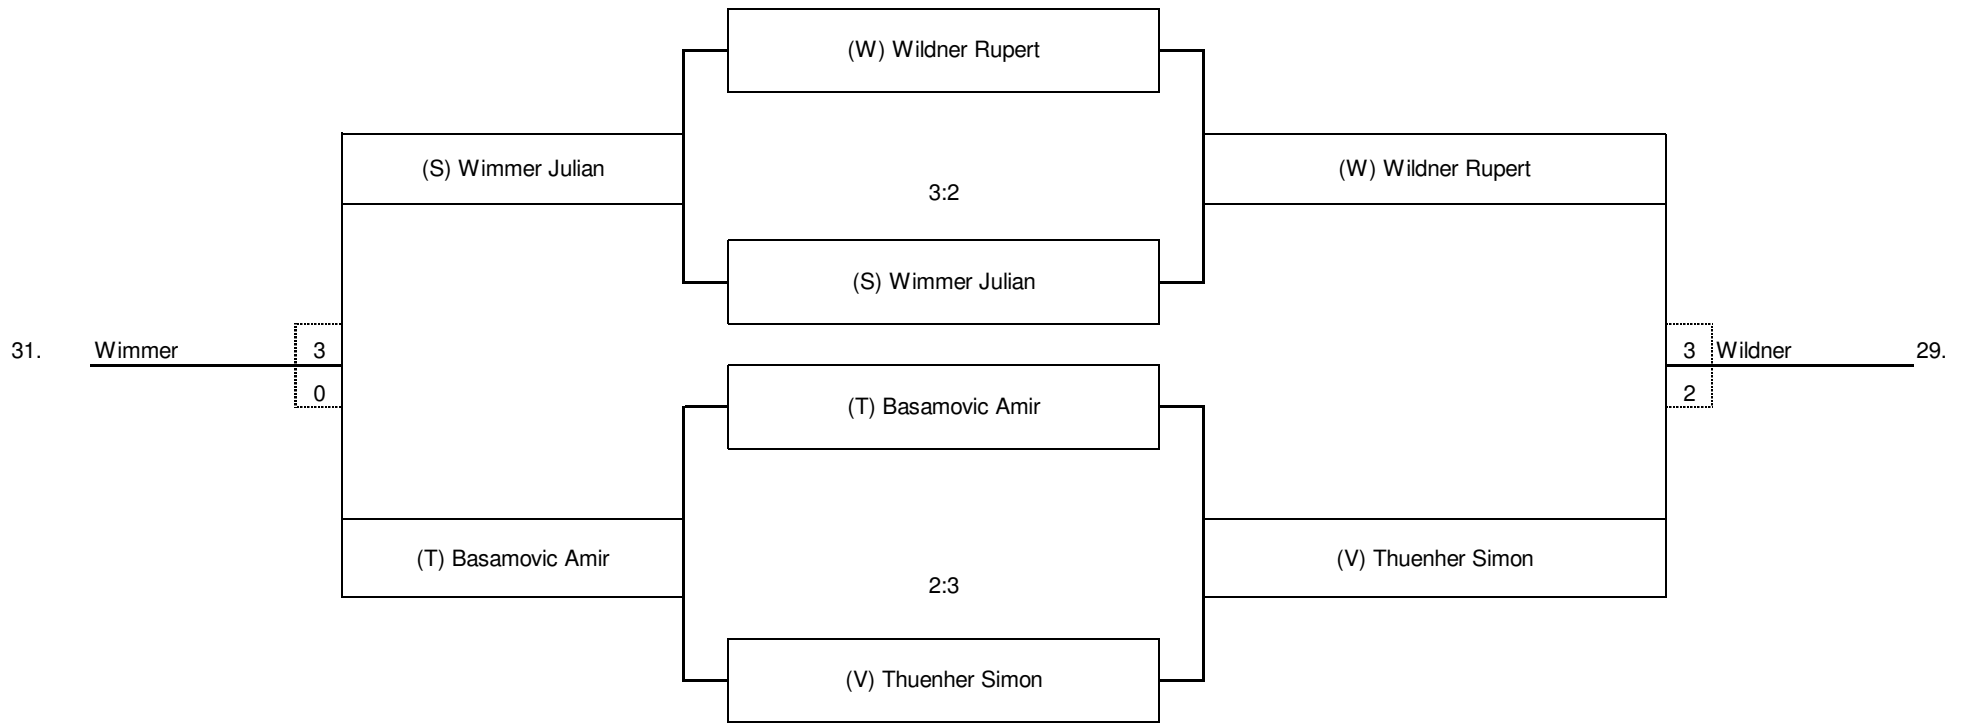 (W) Wildner Rupert
(S) Wimmer Julian
(W) Wildner Rupert
3:2
(S) Wimmer Julian
31.
Wimmer
3
0
3
2
Wildner
29.
(T) Basamovic Amir
(T) Basamovic Amir
(V) Thuenher Simon
2:3
(V) Thuenher Simon